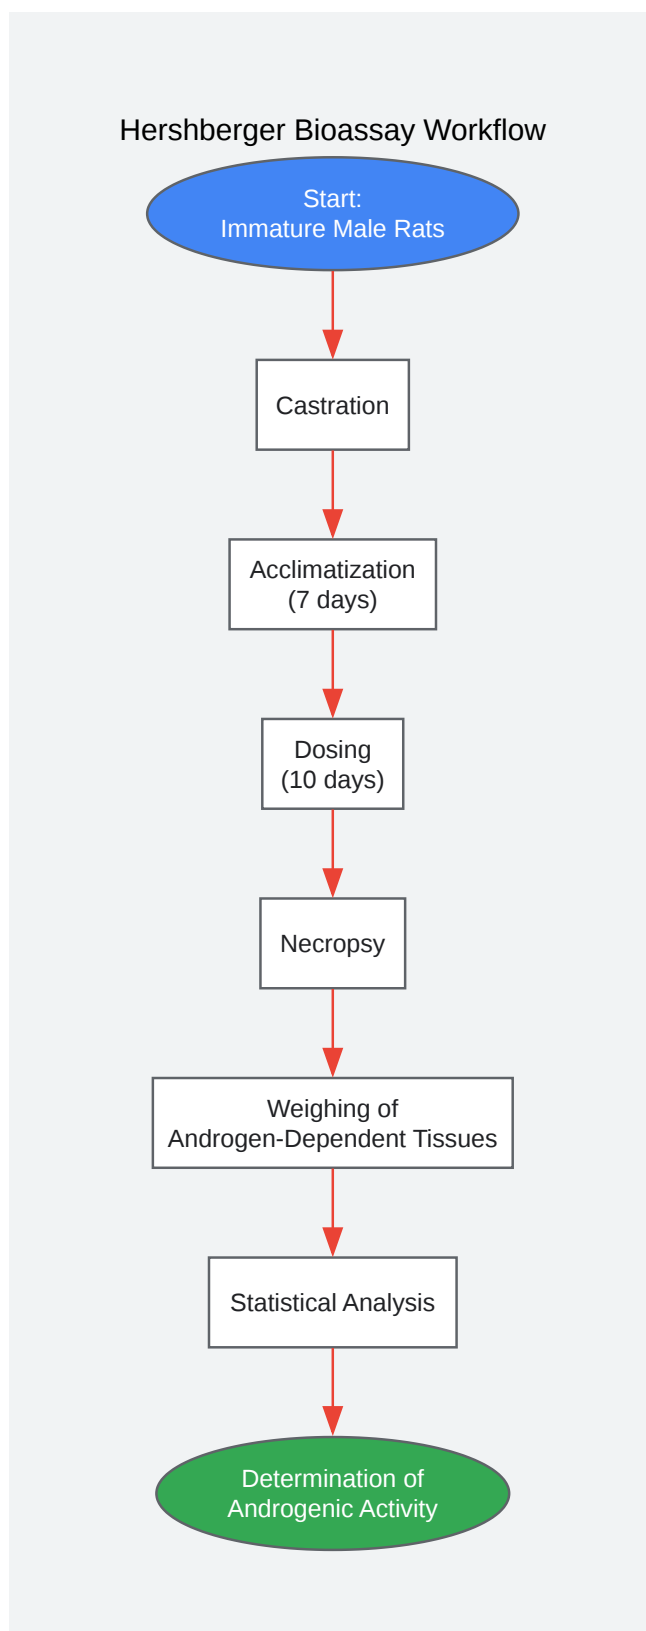 Hershberger Bioassay Workflow
Start:
Immature Male Rats
Castration
Acclimatization
(7 days)
Dosing
(10 days)
Necropsy
Weighing of
Androgen-Dependent Tissues
Statistical Analysis
Determination of
Androgenic Activity